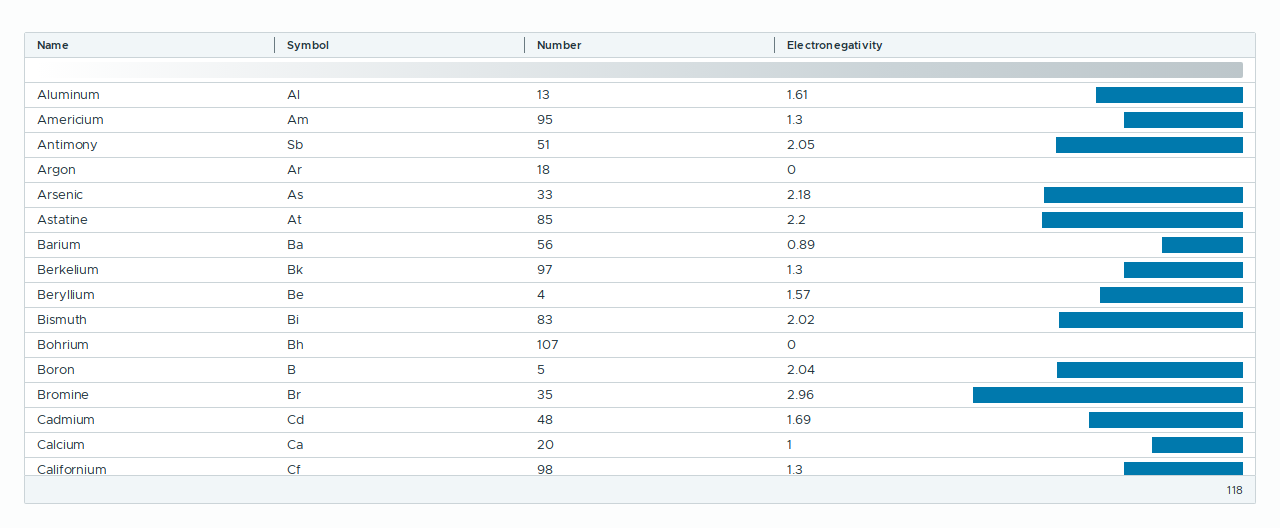 Name Symbol Number Electronegativity
Aluminum Al 13 1.61
Americium Am 95 1.3
Antimony Sb 51 2.05
Argon Ar 18 0
Arsenic As 33 2.18
Astatine At 85 2.2
Barium Ba 56 0.89
Berkelium Bk 97 1.3
Beryllium Be 4 1.57
Bismuth Bi 83 2.02
Bohrium Bh 107 0
Boron B 5 2.04
Bromine Br 35 2.96
Cadmium Cd 48 1.69
Calcium Ca 20 1
Californium Cf 98 1.3
118